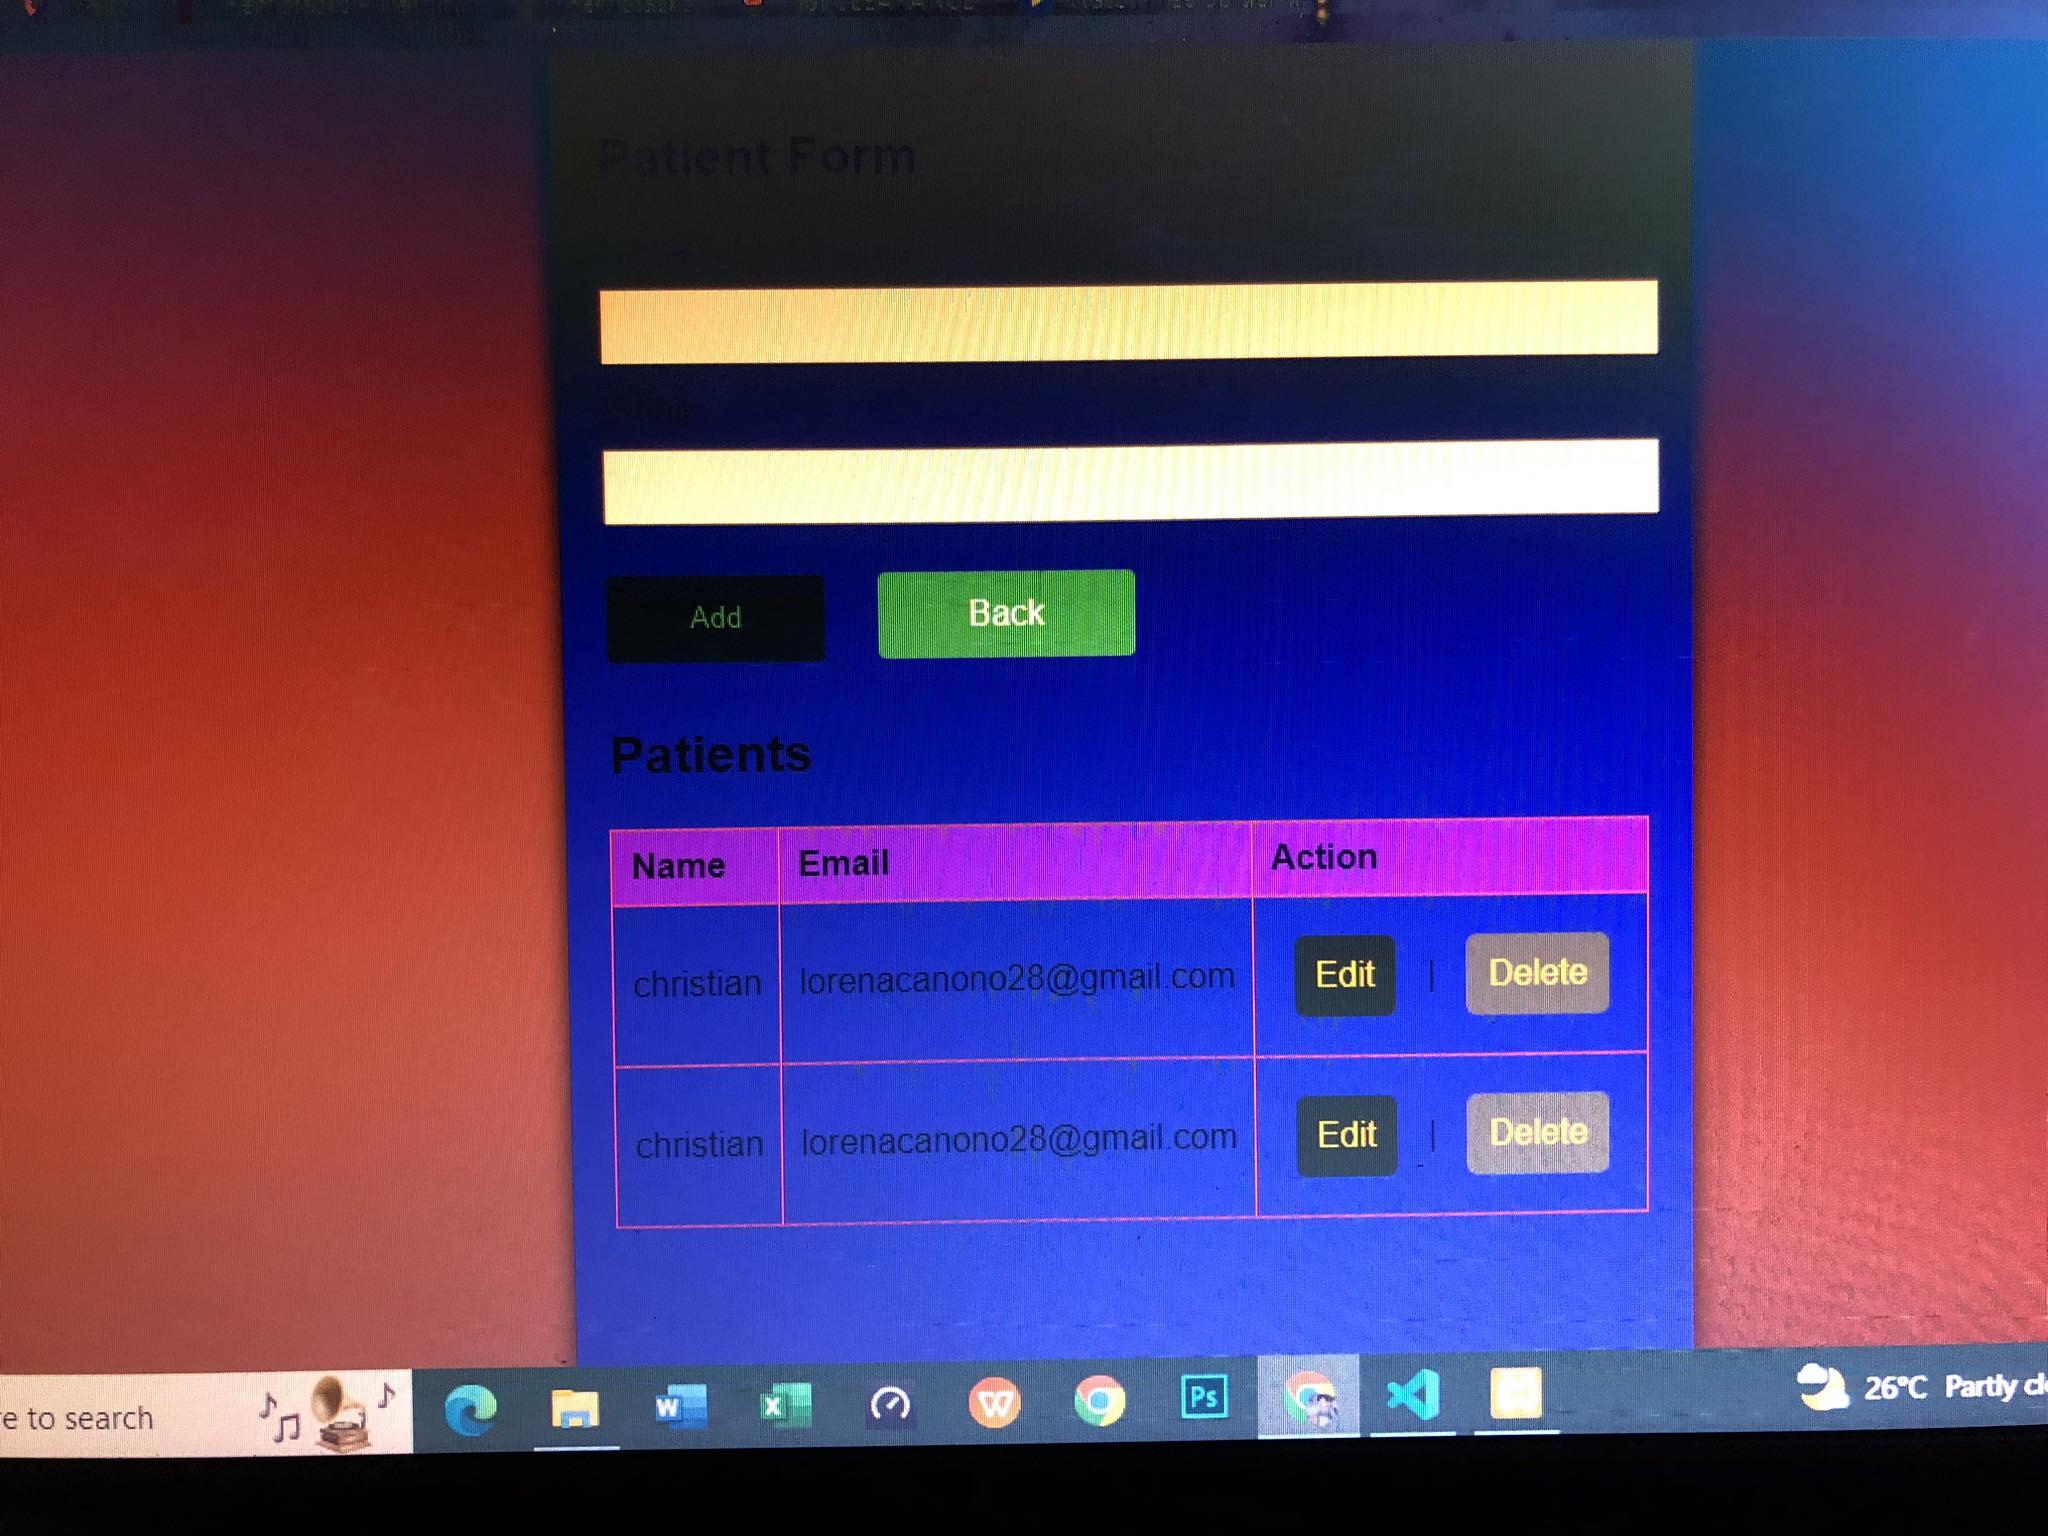 Patient Form
Add
Back
Patients
Name Email Action
christian lorenacanono28@gmail.com Edit | Delete
christian lorenacanono28@gmail.com Edit | Delete
e to search
W
X
W
Ps
26°C Partly cl